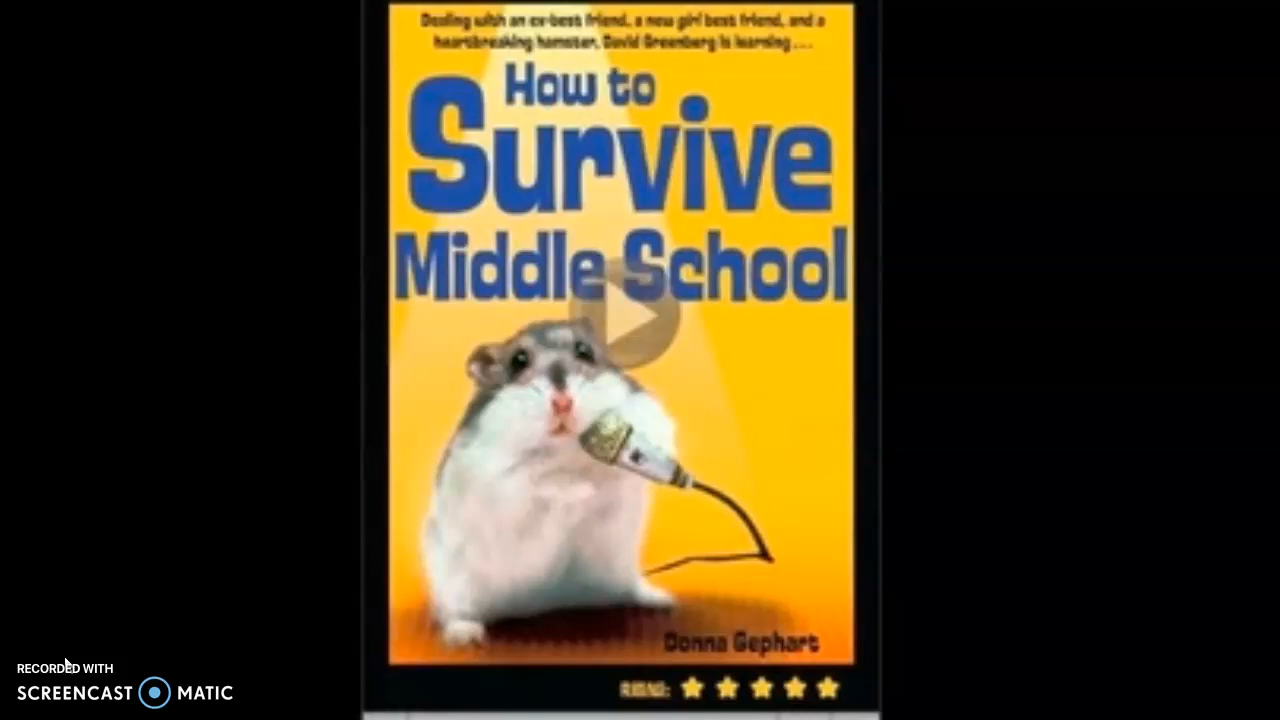 Dealing with an ex-best friend, a new girl best friend, and a
heartbreaking hamster, David Greenberg is learning . . .
How to
Survive
Middle School
Donna Gephart
RATING:
RECORDED WITH
SCREENCAST MATIC